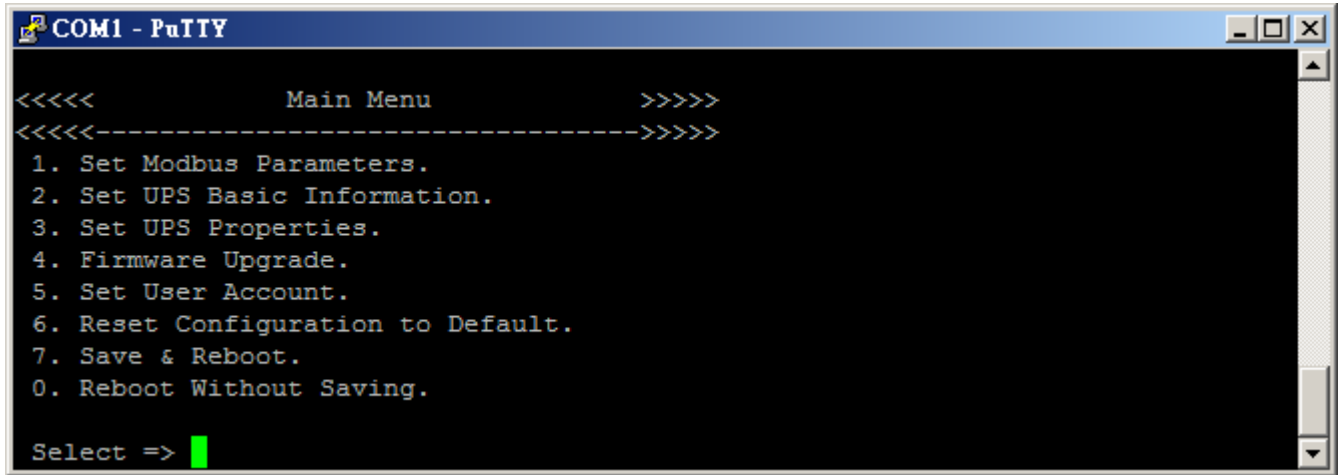 COM1 - PuTTY
<<<<<            Main Menu             >>>>>
<<<<<---------------------------------->>>>>
1. Set Modbus Parameters.
2. Set UPS Basic Information.
3. Set UPS Properties.
4. Firmware Upgrade.
5. Set User Account.
6. Reset Configuration to Default.
7. Save & Reboot.
0. Reboot Without Saving.
Select =>